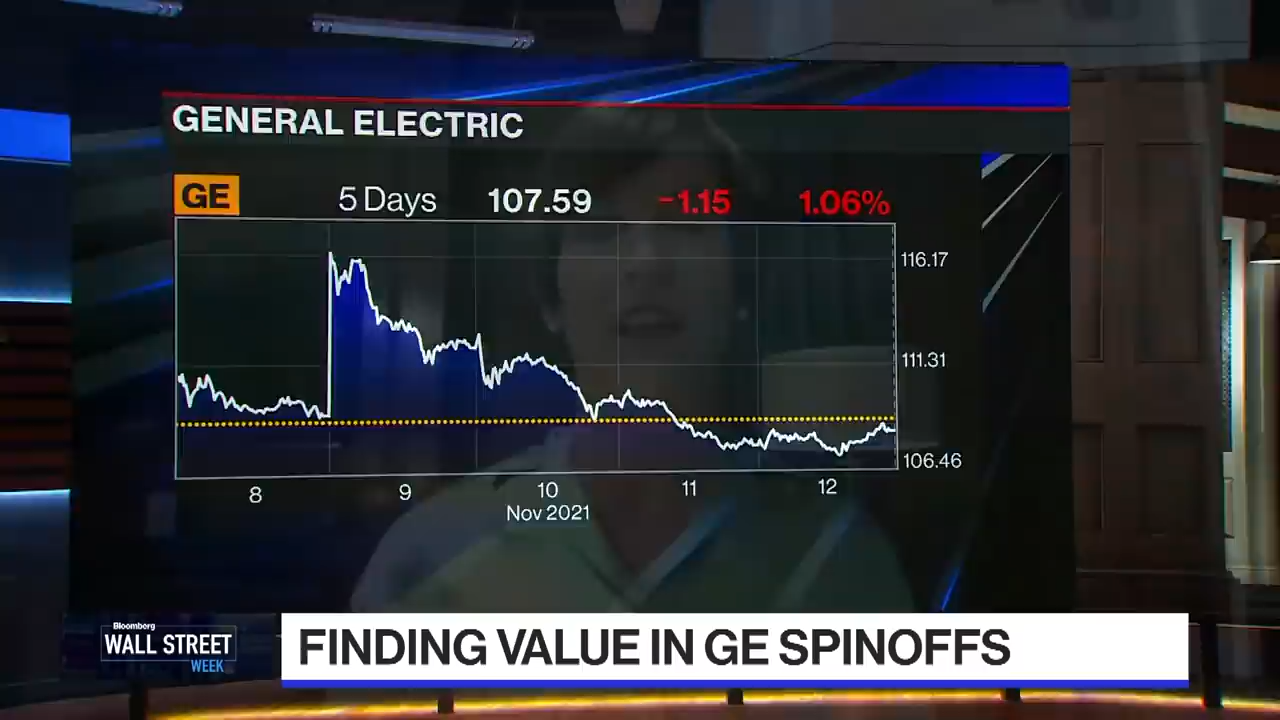 GENERAL ELECTRIC
GE 5 Days 107.59 -1.15 1.06%
116.17
111.31
106.46
8 9 10 11 12
Nov 2021
Bloomberg
WALL STREET
WEEK
FINDING VALUE IN GE SPINOFFS